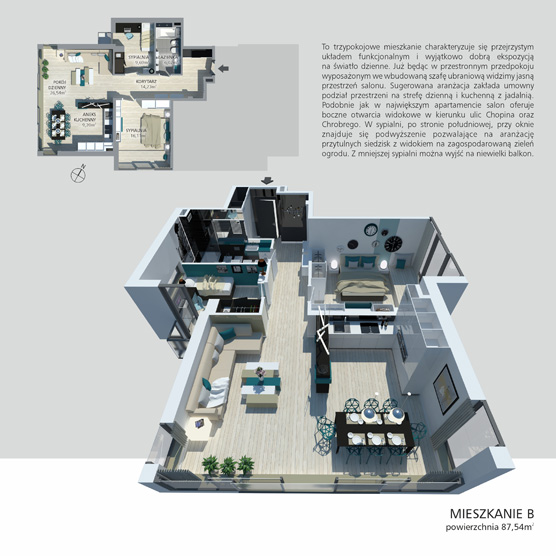 SYPIALNIA
ŁAZIENKA
POKÓJ
DZIENNY
KORYTARZ
14,23m²
ANEKS
KUCHENNY
SYPIALNIA
To trzypokojowe mieszkanie charakteryzuje się przejrzystym
układem funkcjonalnym i wyjątkowo dobrą ekspozycją
na światło dzienne. Już będąc w przestronnym przedpokoju
wyposażonym we wbudowaną szafę ubraniową widzimy jasną
przestrzeń salonu. Sugerowana aranżacja zakłada umowny
podział przestrzeni na strefę dzienną i kuchenną z jadalnią.
Podobnie jak w największym apartamencie salon oferuje
boczne otwarcia widokowe w kierunku ulic Chopina oraz
Chrobrego. W sypialni, po stronie południowej, przy oknie
znajduje się podwyższenie pozwalające na aranżację
przytulnych siedzisk z widokiem na zagospodarowaną zieleń
ogrodu. Z mniejszej sypialni można wyjść na niewielki balkon.
MIESZKANIE B
powierzchnia 87,54m²